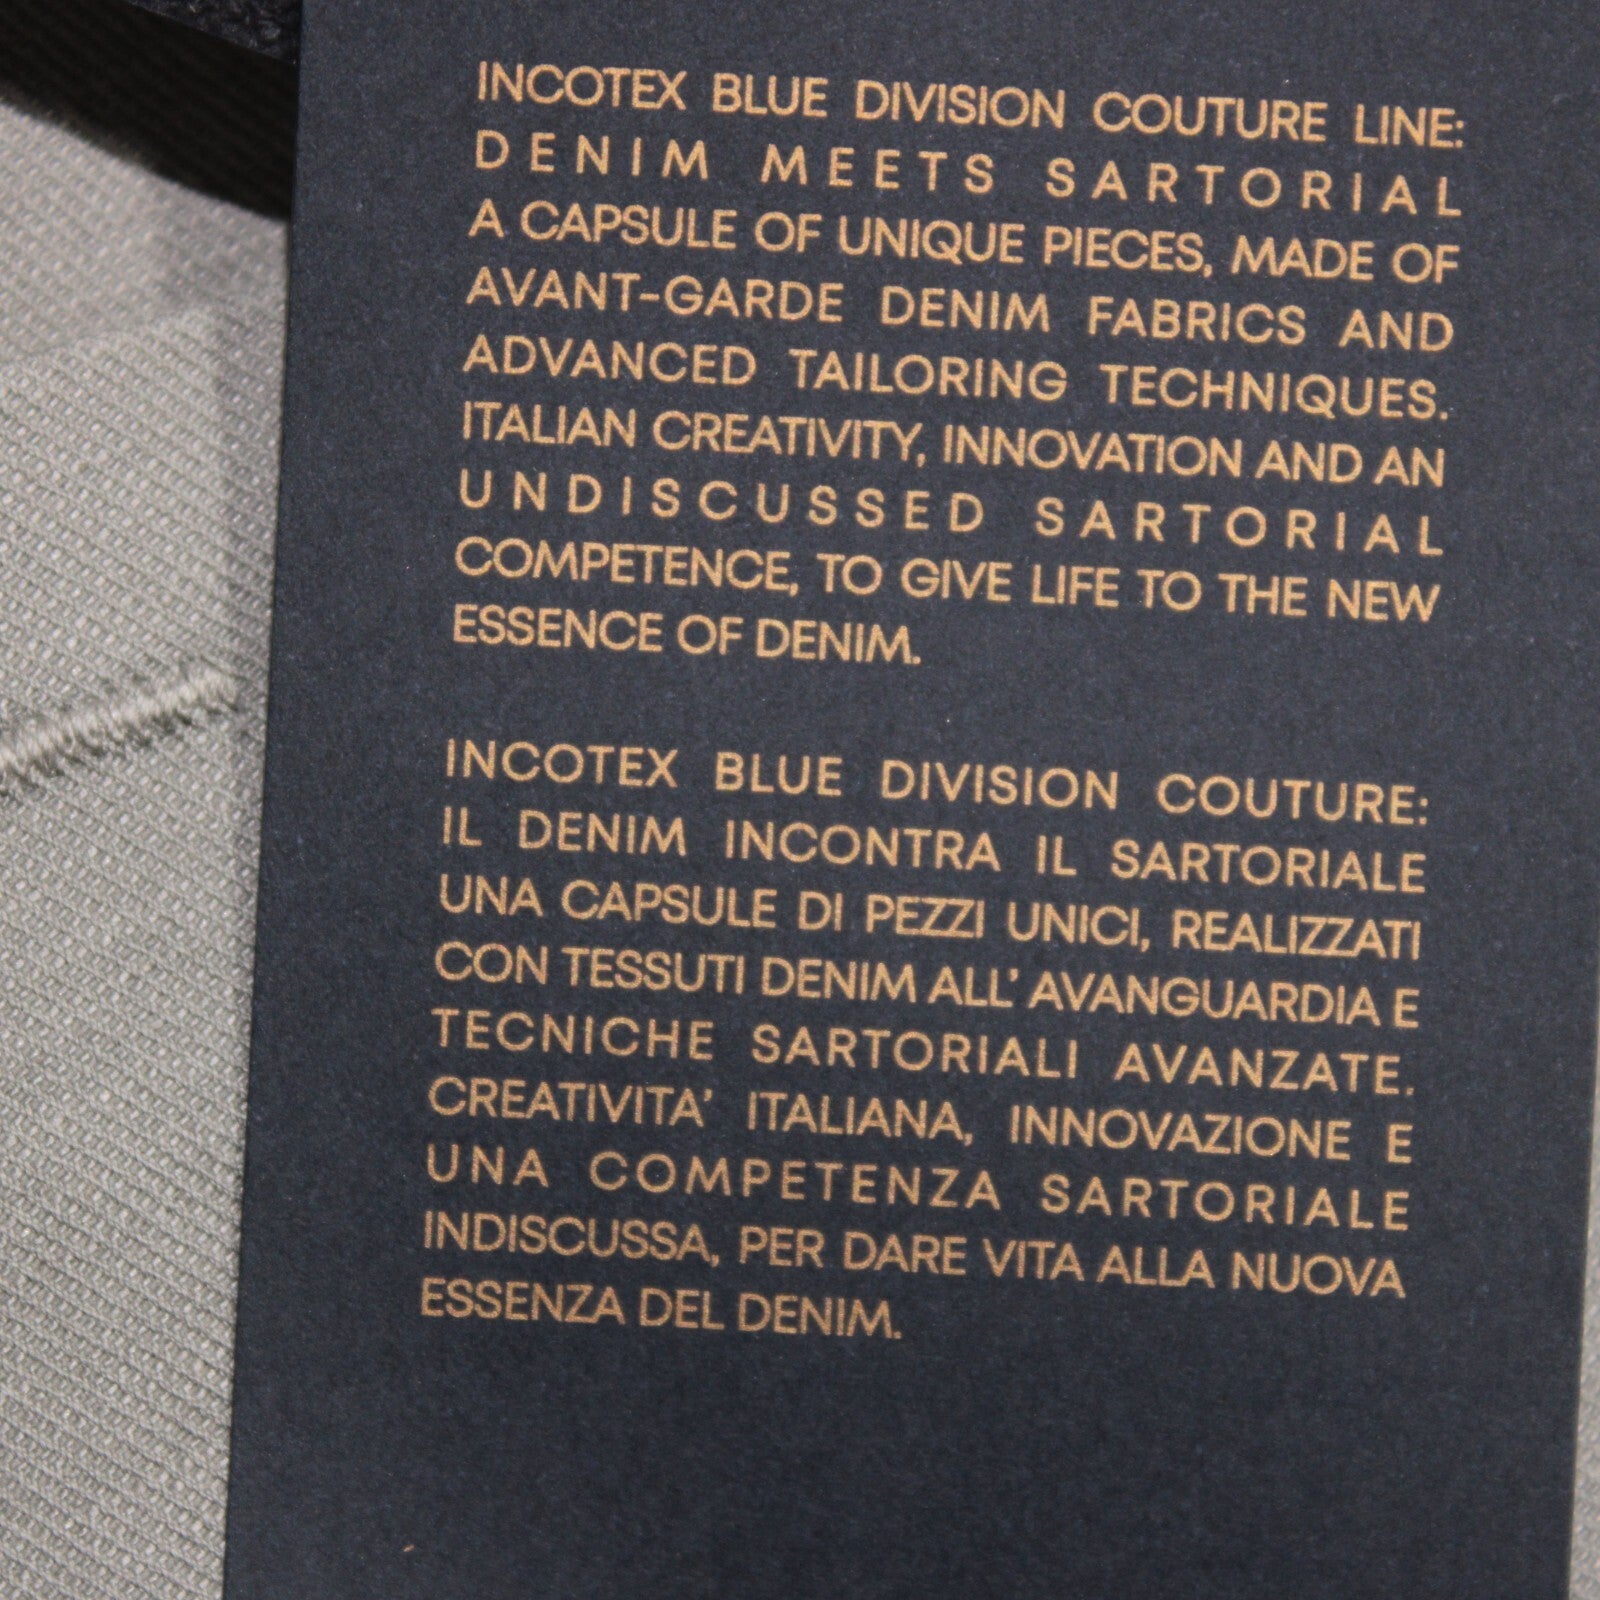 INCOTEX BLUE DIVISION COUTURE LINE:
DENIM MEETS SARTORIAL
A CAPSULE OF UNIQUE PIECES, MADE OF
AVANT-GARDE DENIM FABRICS AND
ADVANCED TAILORING TECHNIQUES.
ITALIAN CREATIVITY, INNOVATION AND AN
UNDISCUSSED SARTORIAL
COMPETENCE, TO GIVE LIFE TO THE NEW
ESSENCE OF DENIM.
INCOTEX BLUE DIVISION COUTURE:
IL DENIM INCONTRA IL SARTORIALE
UNA CAPSULE DI PEZZI UNICI, REALIZZATI
CON TESSUTI DENIM ALL' AVANGUARDIA E
TECNICHE SARTORIALI AVANZATE.
CREATIVITA' ITALIANA, INNOVAZIONE E
UNA COMPETENZA SARTORIALE
INDISCUSSA, PER DARE VITA ALLA NUOVA
ESSENZA DEL DENIM.